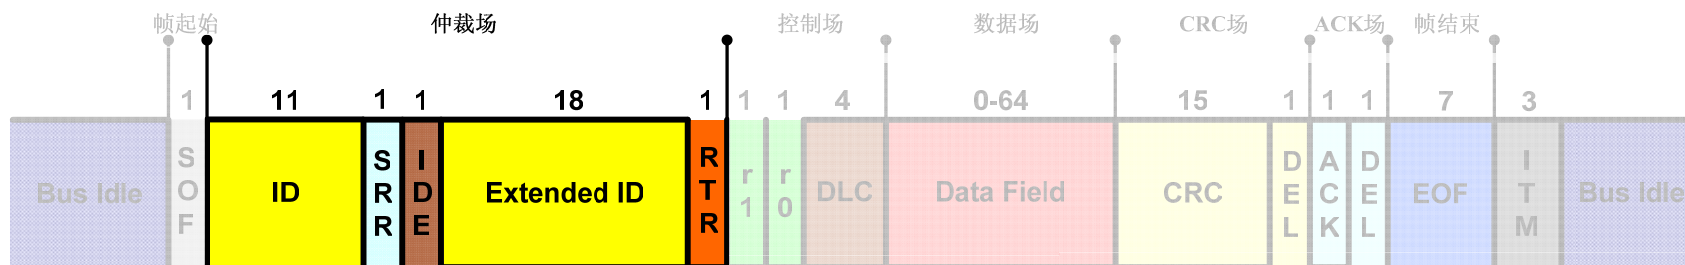 帧起始 仲裁场 控制场 数据场 CRC场 ACK场 帧结束
1 11 1 1 18 1 1 1 4 0-64 15 1 1 1 7 3
Bus Idle SOF ID SRR IDE Extended ID RTR r1 r0 DLC Data Field CRC DEL ACK DEL EOF ITM Bus Idle